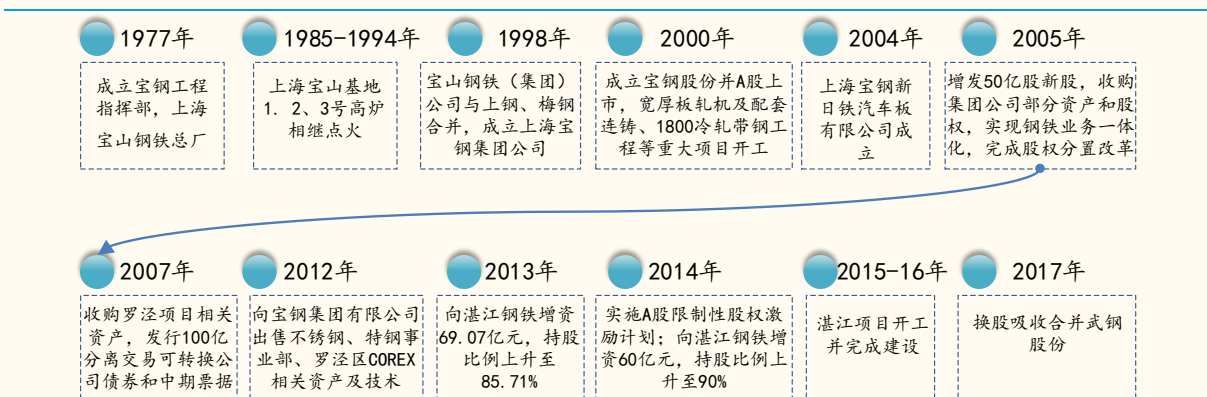 1977年
成立宝钢工程
指挥部，上海
宝山钢铁总厂
1985-1994年
上海宝山基地
1. 2、3号高炉
相继点火
1998年
宝山钢铁（集团）
公司与上钢、梅钢
合并，成立上海宝
钢集团公司
2000年
成立宝钢股份并A股上
市，宽厚板轧机及配套
连铸、1800冷轧带钢工
程等重大项目开工
2004年
上海宝钢新
日铁汽车板
有限公司成
立
2005年
增发50亿股新股，收购
集团公司部分资产和股
权，实现钢铁业务一体
化，完成股权分置改革
2007年
收购罗泾项目相关
资产，发行100亿
分离交易可转换公
司债券和中期票据
2012年
向宝钢集团有限公司
出售不锈钢、特钢事
业部、罗泾区COREX
相关资产及技术
2013年
向湛江钢铁增资
69.07亿元，持股
比例上升至
85.71%
2014年
实施A股限制性股权激
励计划；向湛江钢铁增
资60亿元，持股比例上
升至90%
2015-16年
湛江项目开工
并完成建设
2017年
换股吸收合并武钢
股份